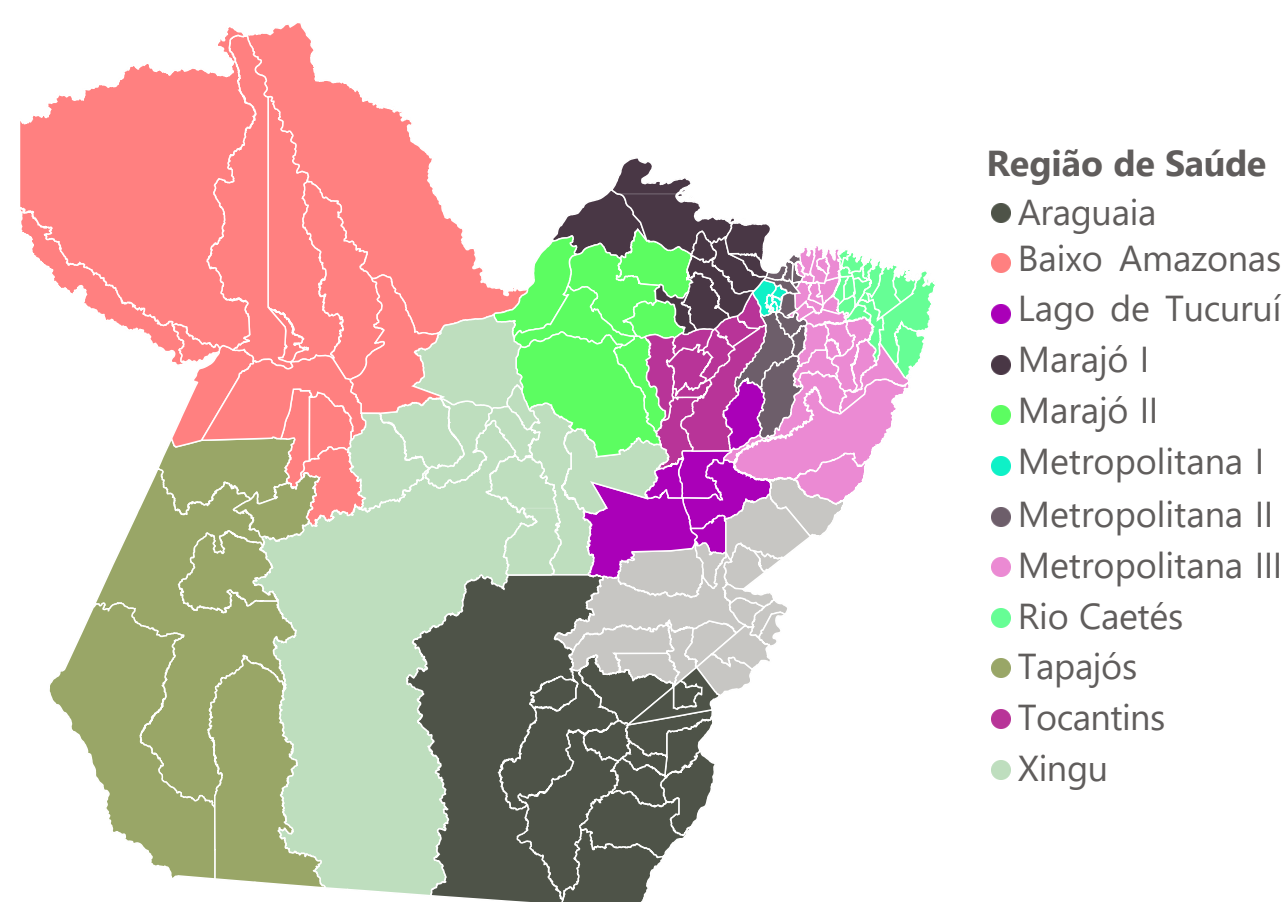 Região de Saúde
Araguaia
Baixo Amazonas
Lago de Tucuruí
Marajó I
Marajó II
Metropolitana I
Metropolitana II
Metropolitana III
Rio Caetés
Tapajós
Tocantins
Xingu